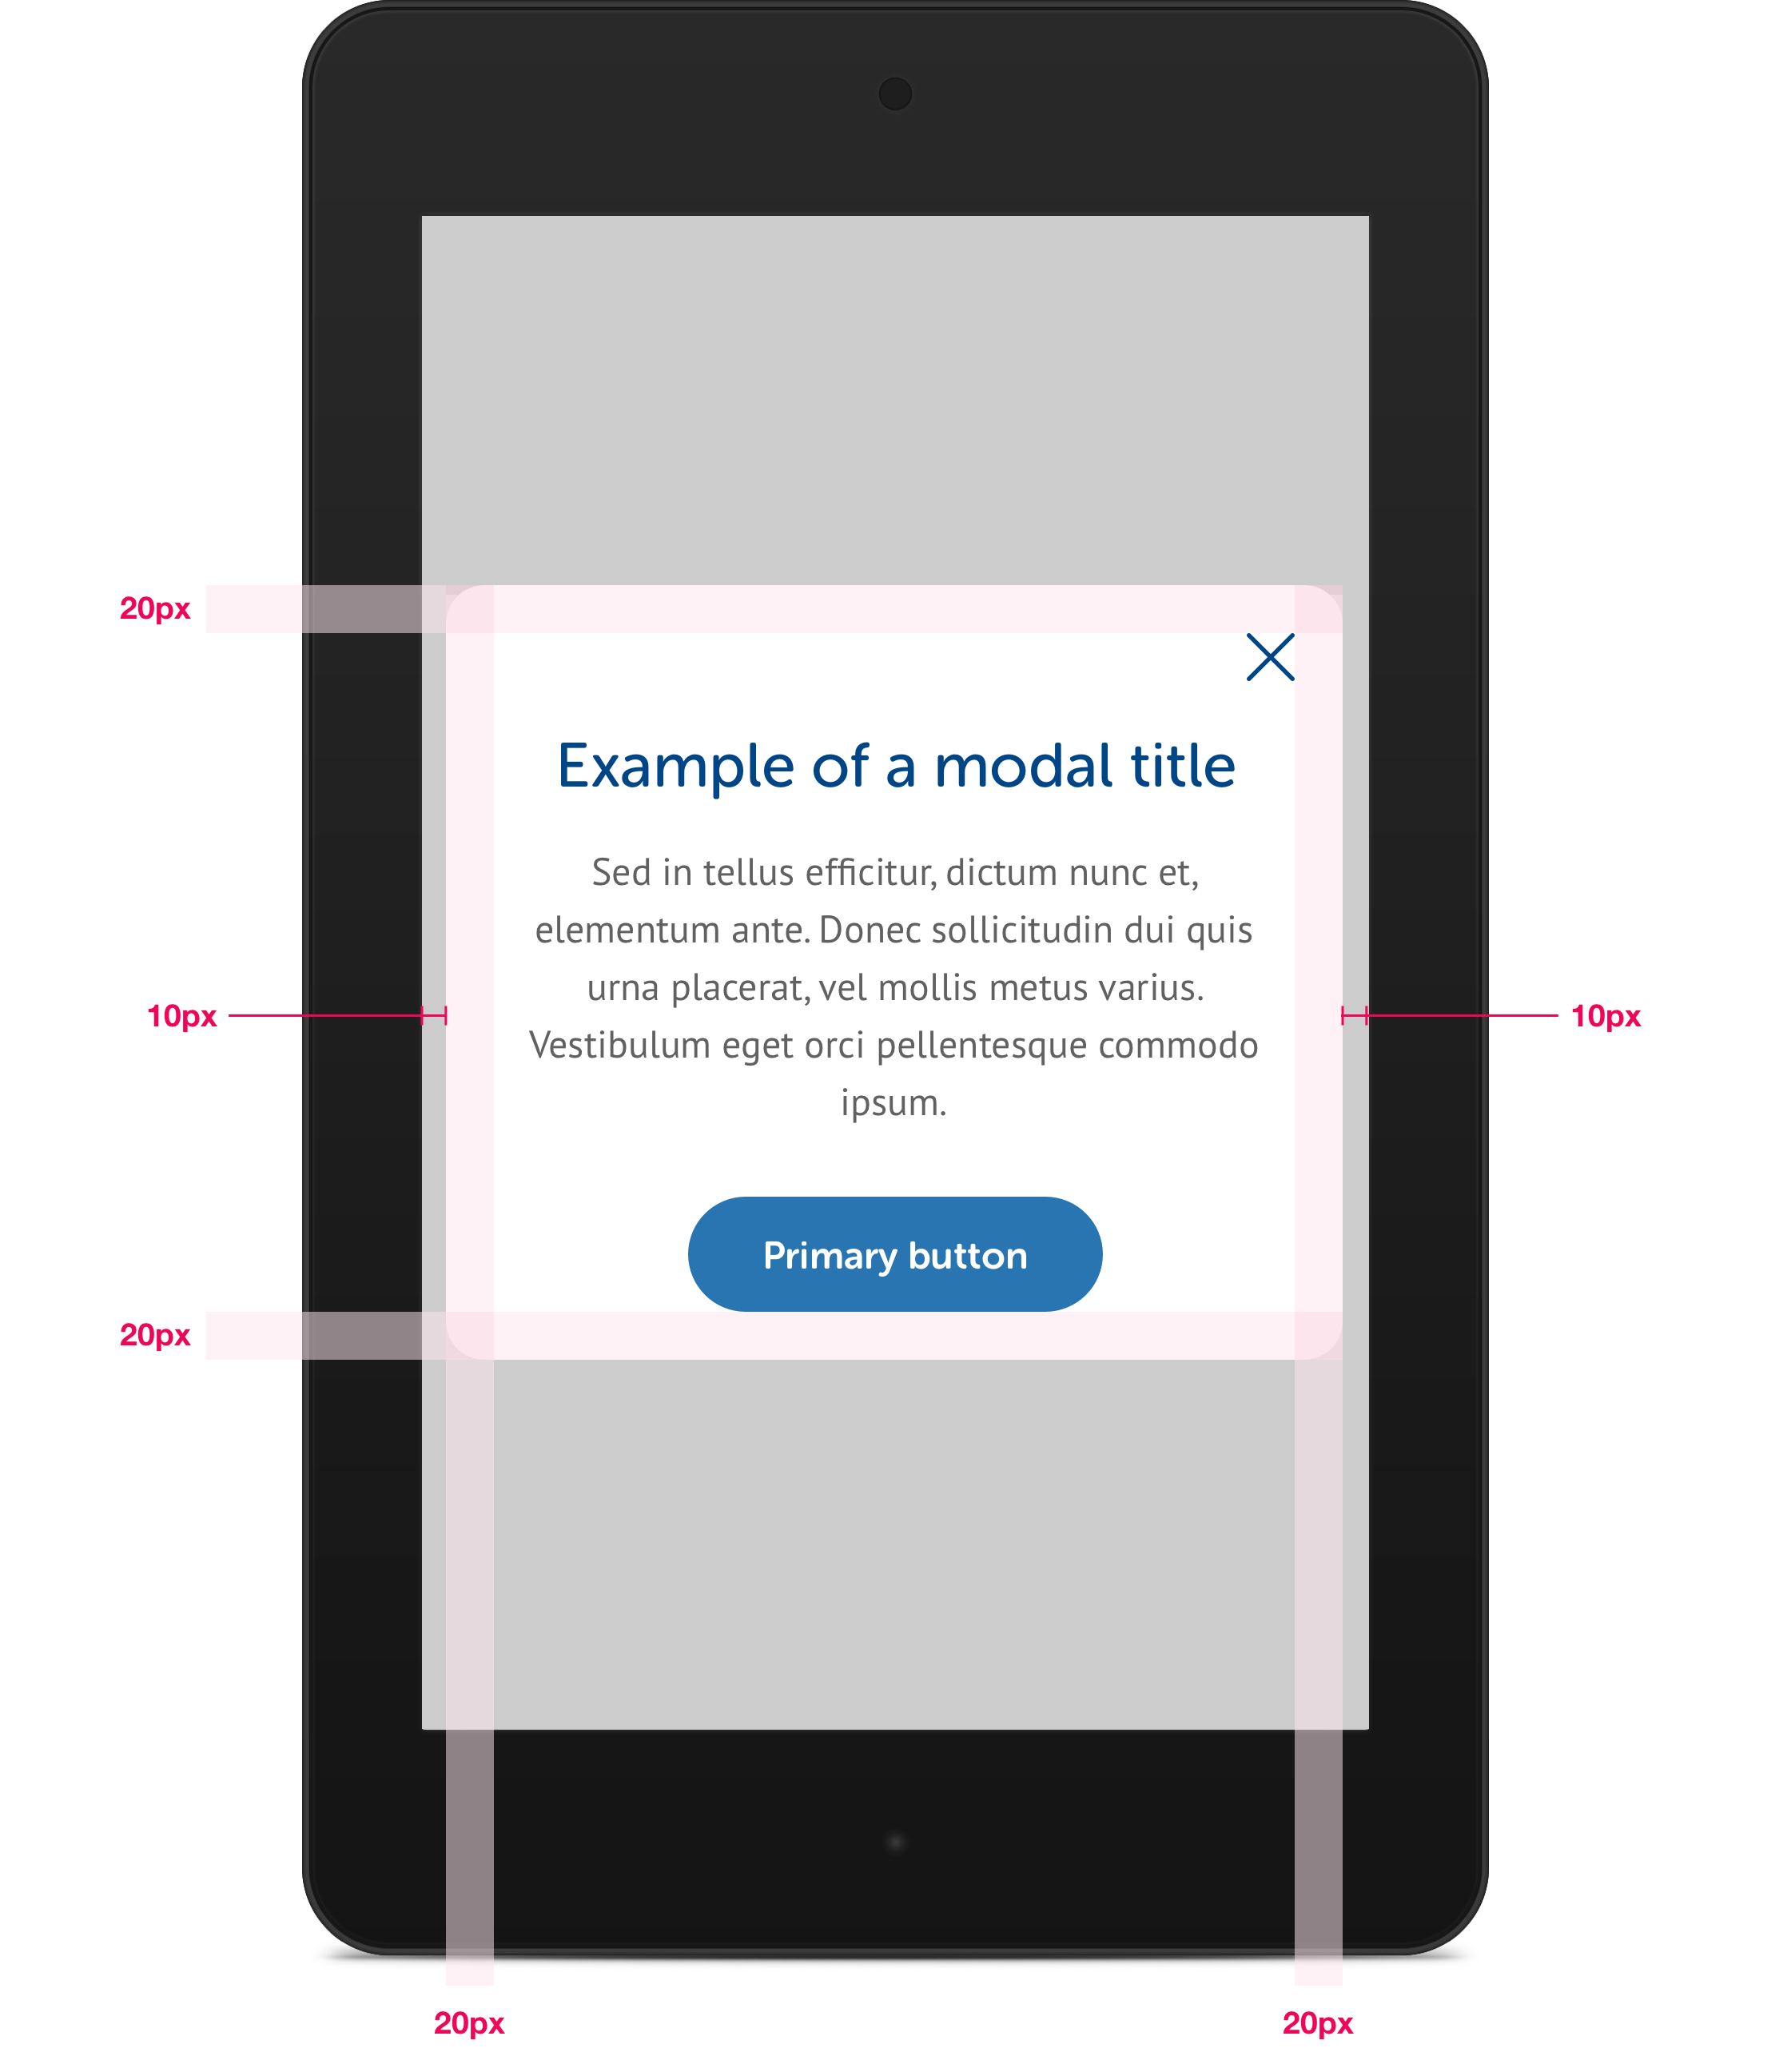 20px
Example of a modal title
Sed in tellus efficitur, dictum nunc et,
elementum ante. Donec sollicitudin dui quis
urna placerat, vel mollis metus varius.
10px
10px
Vestibulum eget orci pellentesque commodo
ipsum.
Primary button
20px
20px
20px